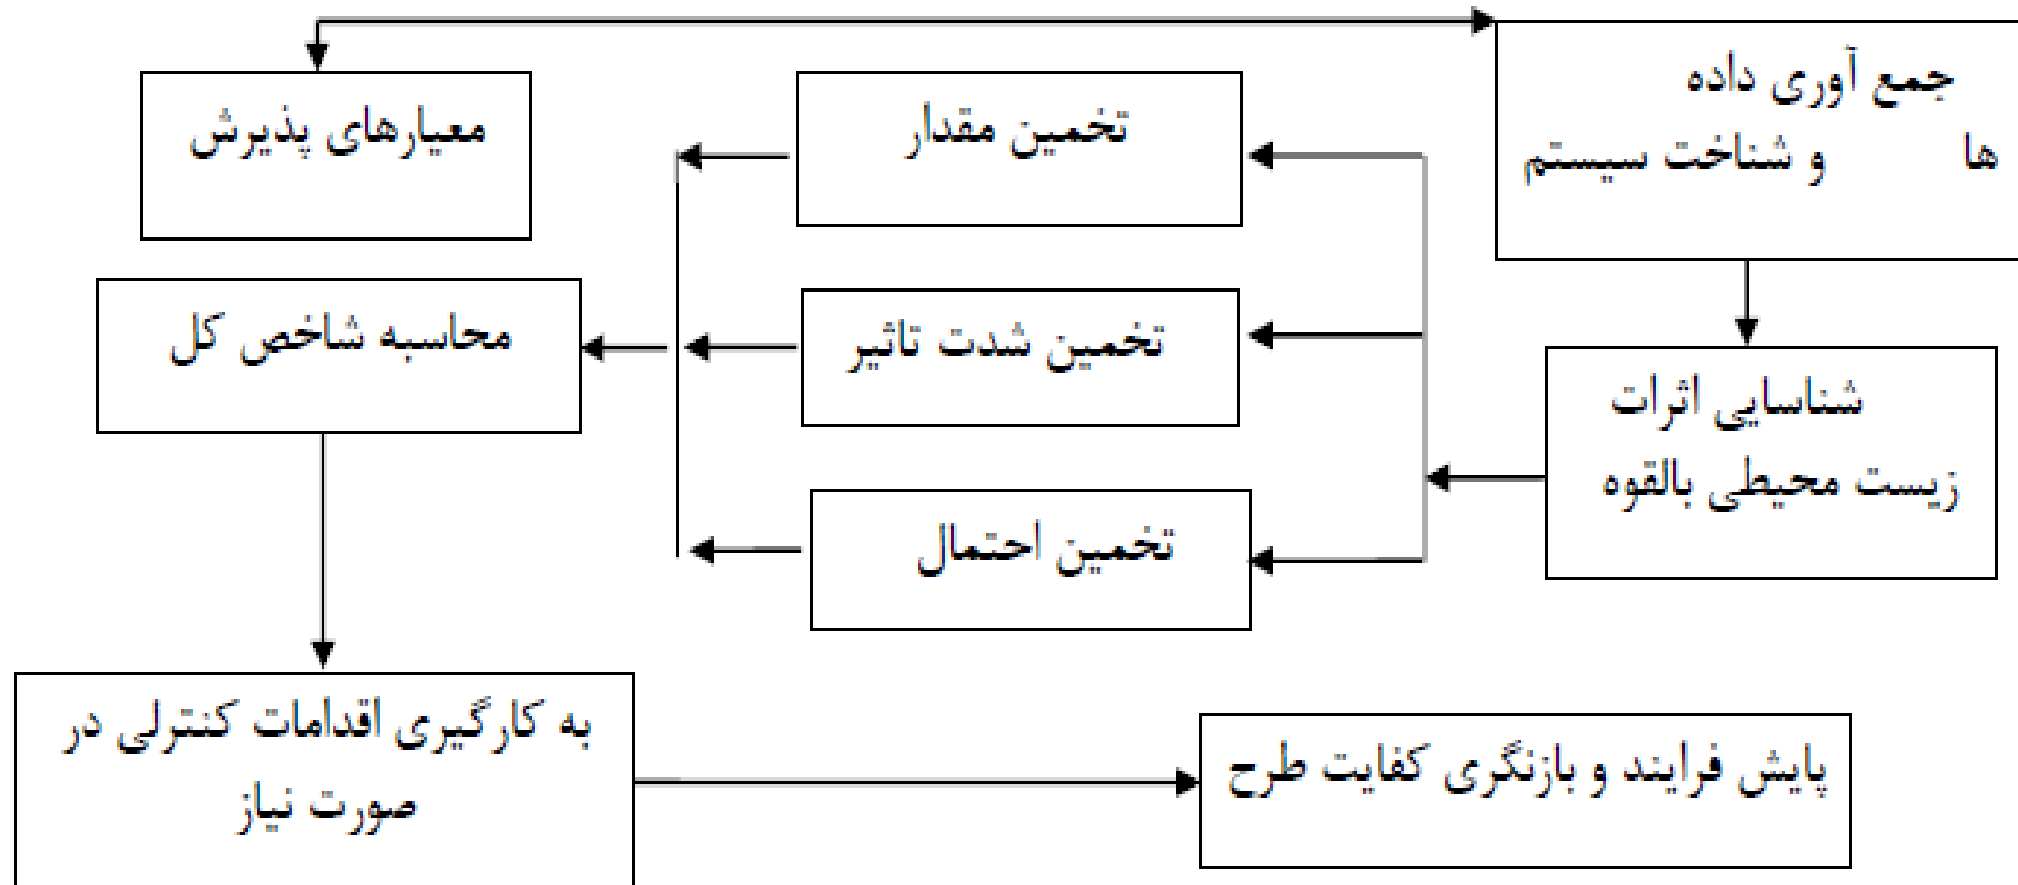 جمع آوری داده
ها و شناخت سیستم
معیارهای پذیرش
تخمین مقدار
تخمین شدت تاثیر
تخمین احتمال
محاسبه شاخص کل
شناسایی اثرات
زیست محیطی بالقوه
به کارگیری اقدامات کنترلی در
صورت نیاز
پایش فرایند و بازنگری کفایت طرح